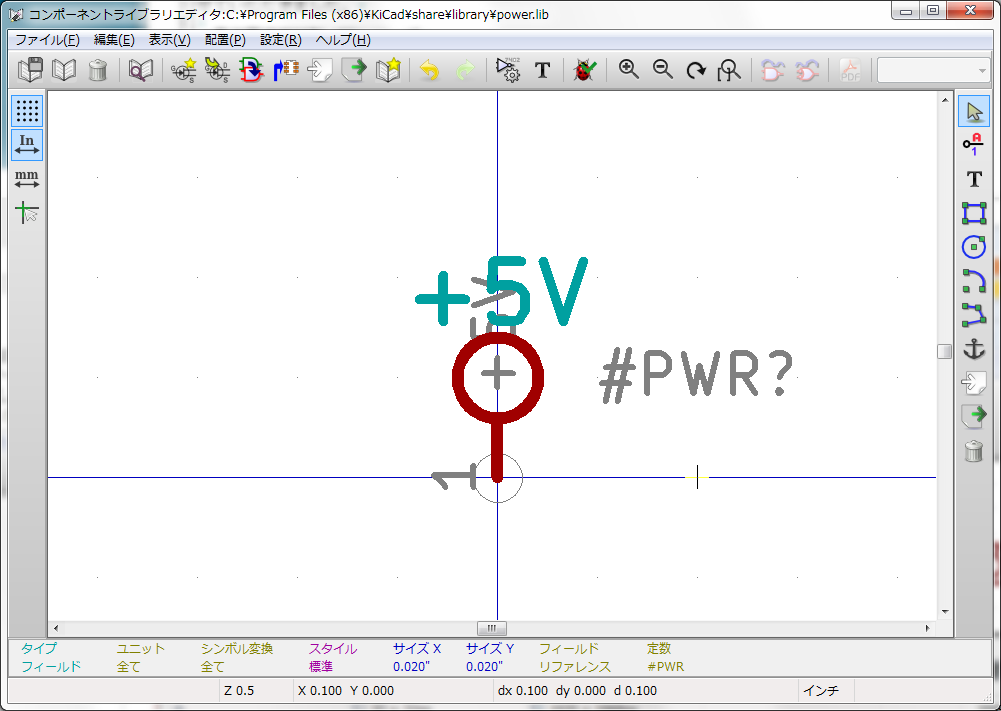 コンポーネントライブラリエディタ:C:¥Program Files (x86)¥KiCad¥share¥library¥power.lib
ファイル(F) 編集(E) 表示(V) 配置(P) 設定(R) ヘルプ(H)
T
PDF
In
mm
A
1
T
+5V
+5V
#PWR?
1
タイプ ユニット シンボル変換 スタイル サイズ X サイズ Y フィールド 定数
フィールド 全て 全て 標準 0.020" 0.020" リファレンス #PWR
Z 0.5 X 0.100 Y 0.000 dx 0.100 dy 0.000 d 0.100 インチ